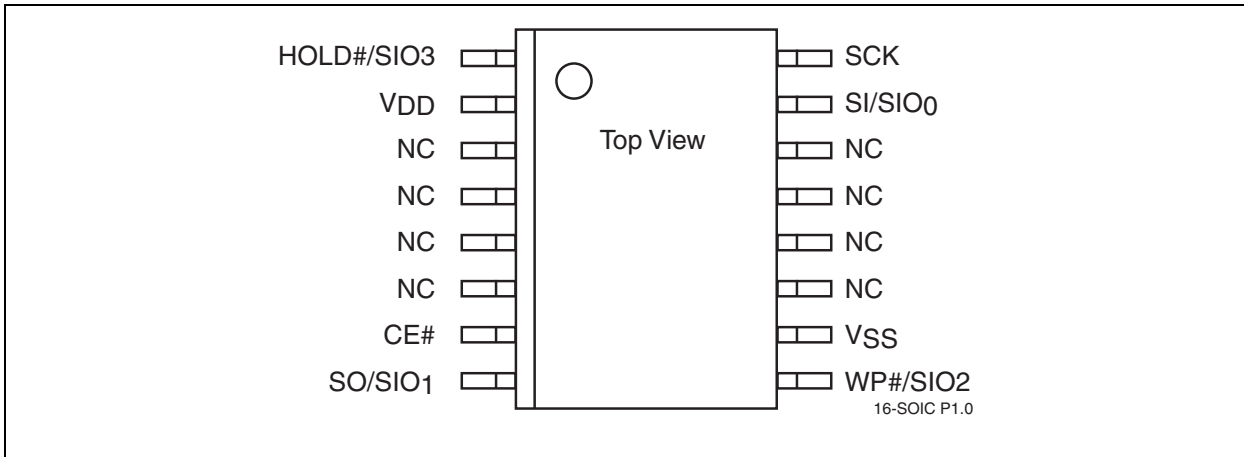 HOLD#/SIO3 SCK
VDD SI/SIO0
Top View
NC NC
NC NC
NC NC
NC NC
CE# VSS
SO/SIO1 WP#/SIO2
16-SOIC P1.0